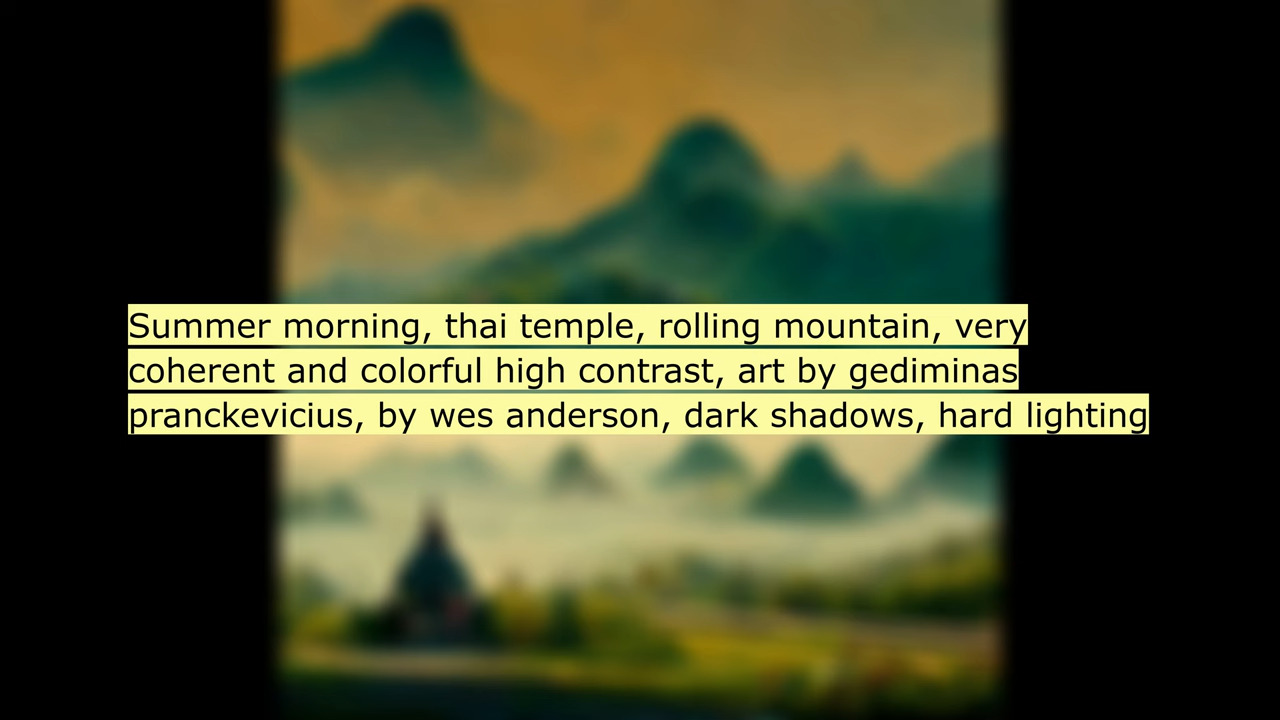 Summer morning, thai temple, rolling mountain, very
coherent and colorful high contrast, art by gediminas
pranckevicius, by wes anderson, dark shadows, hard lighting